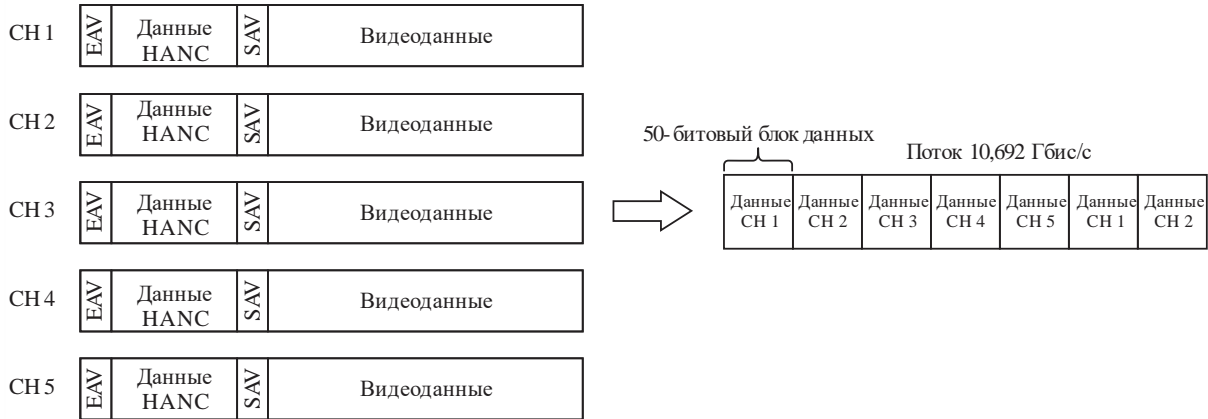 CH 1
EAV
Данные
HANC
SAV
Видеоданные
CH 2
EAV
Данные
HANC
SAV
Видеоданные
CH 3
EAV
Данные
HANC
SAV
Видеоданные
CH 4
EAV
Данные
HANC
SAV
Видеоданные
CH 5
EAV
Данные
HANC
SAV
Видеоданные
50-битовый блок данных
Поток 10,692 Гбис/с
Данные
CH 1
Данные
CH 2
Данные
CH 3
Данные
CH 4
Данные
CH 5
Данные
CH 1
Данные
CH 2